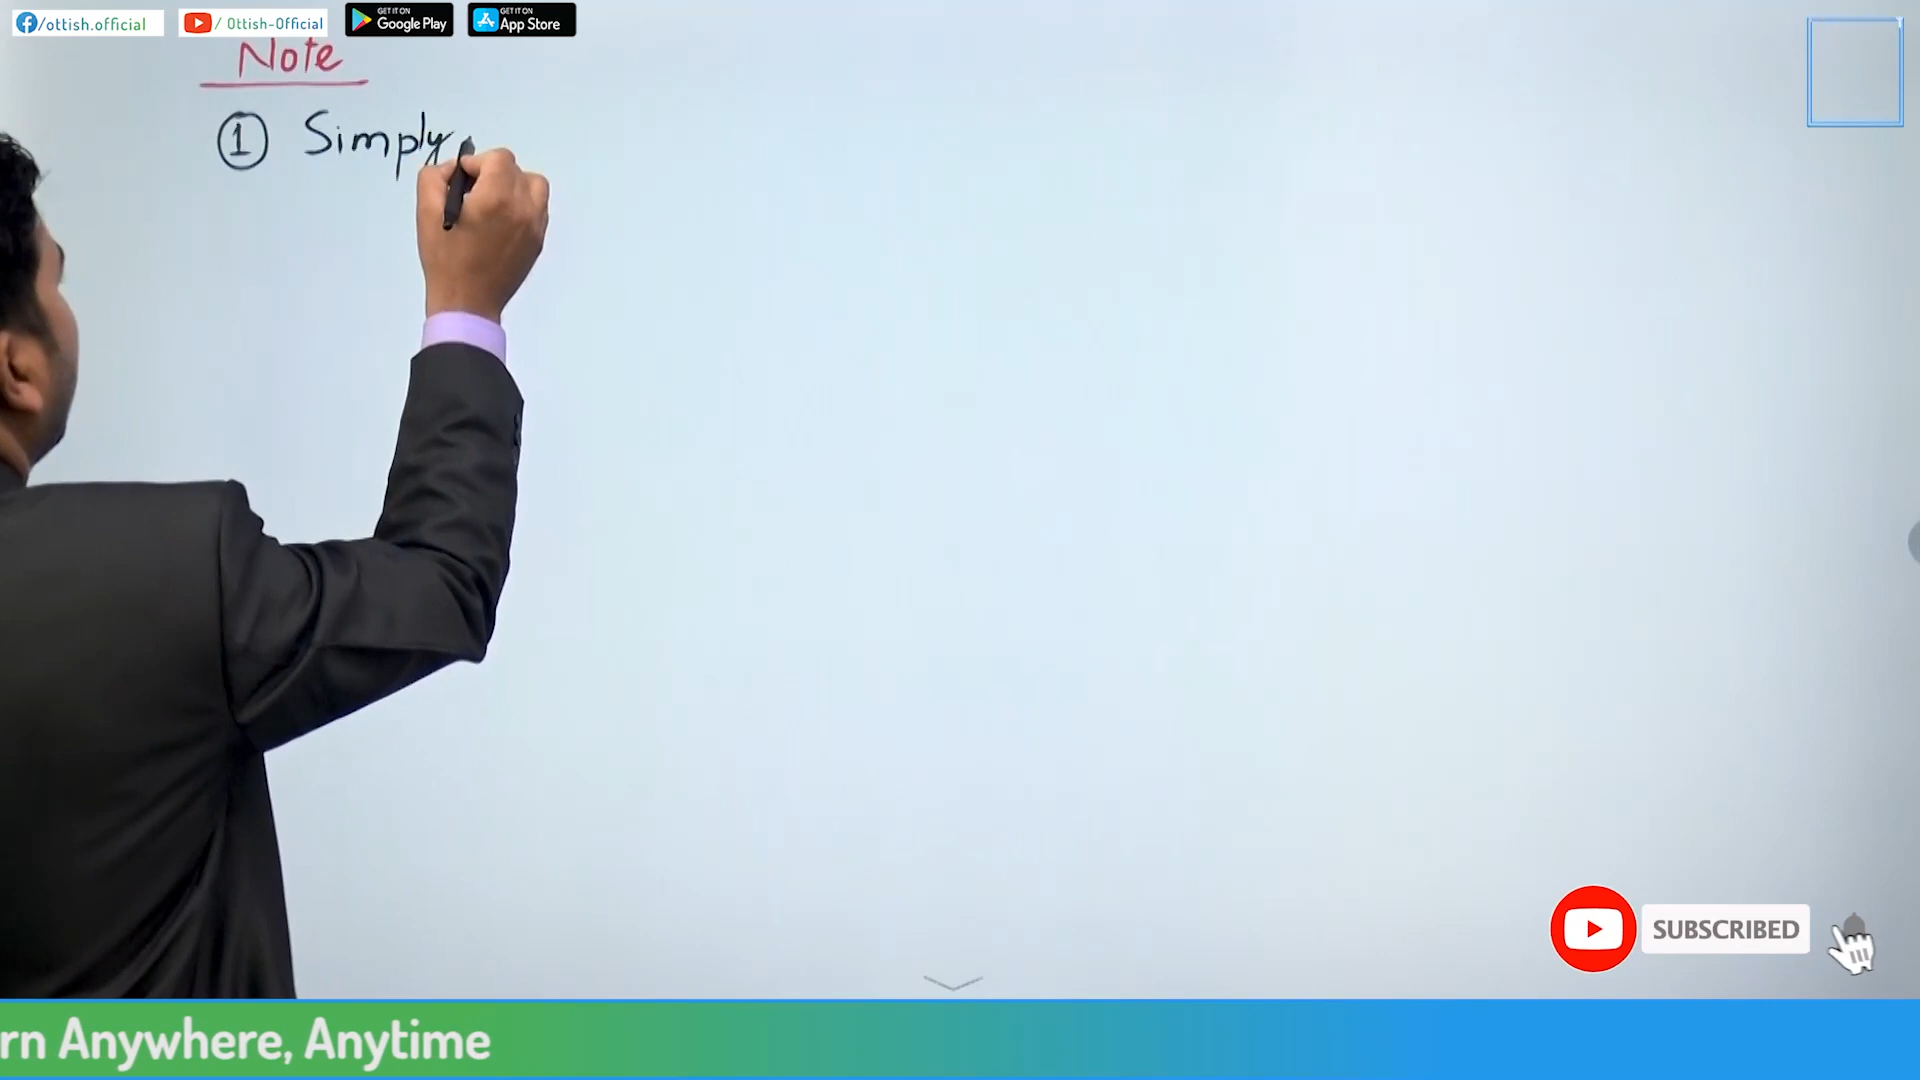 /ottish.official
/ Ottish-Official
GET IT ON
Google Play
GET IT ON
App Store
Note
① Simply
SUBSCRIBED
rn Anywhere, Anytime